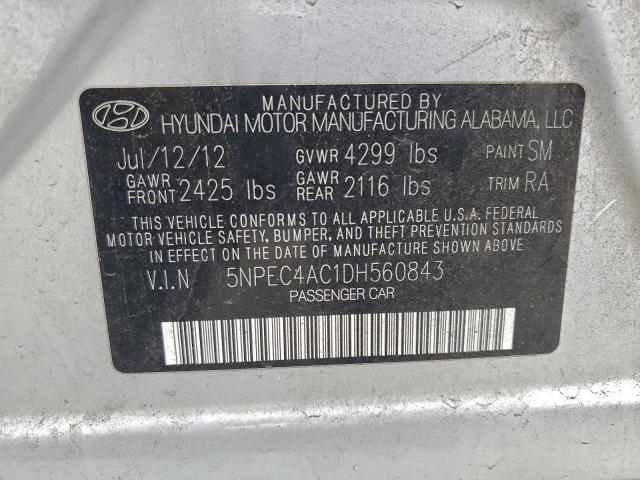 MANUFACTURED BY
HYUNDAI MOTOR MANUFACTURING ALABAMA, LLC
Jul/12/12 GVWR 4299 lbs PAINT SM
GAWR FRONT 2425 lbs GAWR REAR 2116 lbs TRIM RA
THIS VEHICLE CONFORMS TO ALL APPLICABLE U.S.A. FEDERAL
MOTOR VEHICLE SAFETY, BUMPER, AND THEFT PREVENTION STANDARDS
IN EFFECT ON THE DATE OF MANUFACTURE SHOWN ABOVE.
V.I.N 5NPEC4AC1DH560843
PASSENGER CAR